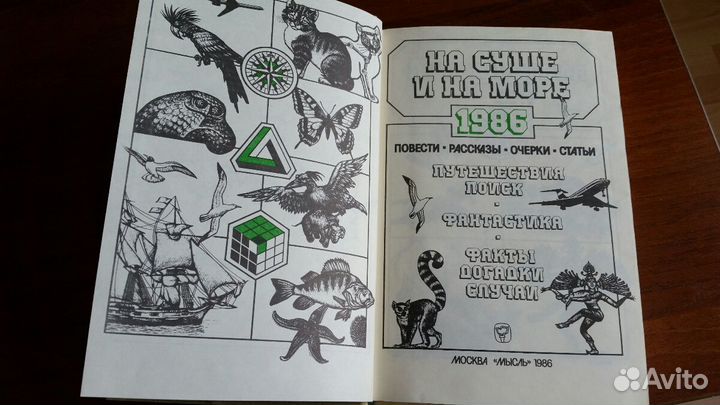 НА СУШЕ
И НА МОРЕ
1986
ПОВЕСТИ • РАССКАЗЫ • ОЧЕРКИ • СТАТЬИ
ПУТЕШЕСТВИЯ
ПОИСК
•
ФАНТАСТИКА
•
ФАКТЫ
ДОГАДКИ
СЛУЧАИ
МОСКВА «МЫСЛЬ» 1986
Avito